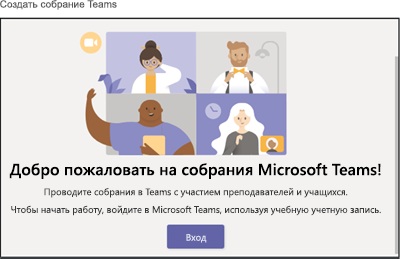 Создать собрание Teams
Добро пожаловать на собрания Microsoft Teams!
Проводите собрания в Teams с участием преподавателей и учащихся.
Чтобы начать работу, войдите в Microsoft Teams, используя учебную учетную запись.
Вход